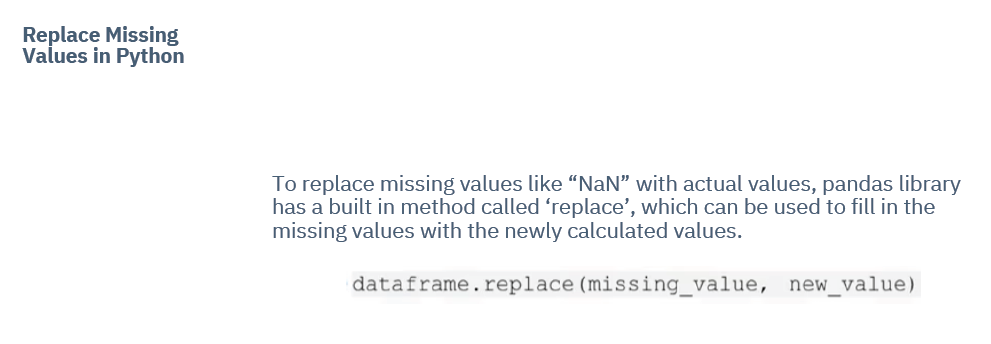 Replace Missing
Values in Python
To replace missing values like “NaN” with actual values, pandas library
has a built in method called ‘replace’, which can be used to fill in the
missing values with the newly calculated values.
dataframe.replace(missing_value, new_value)